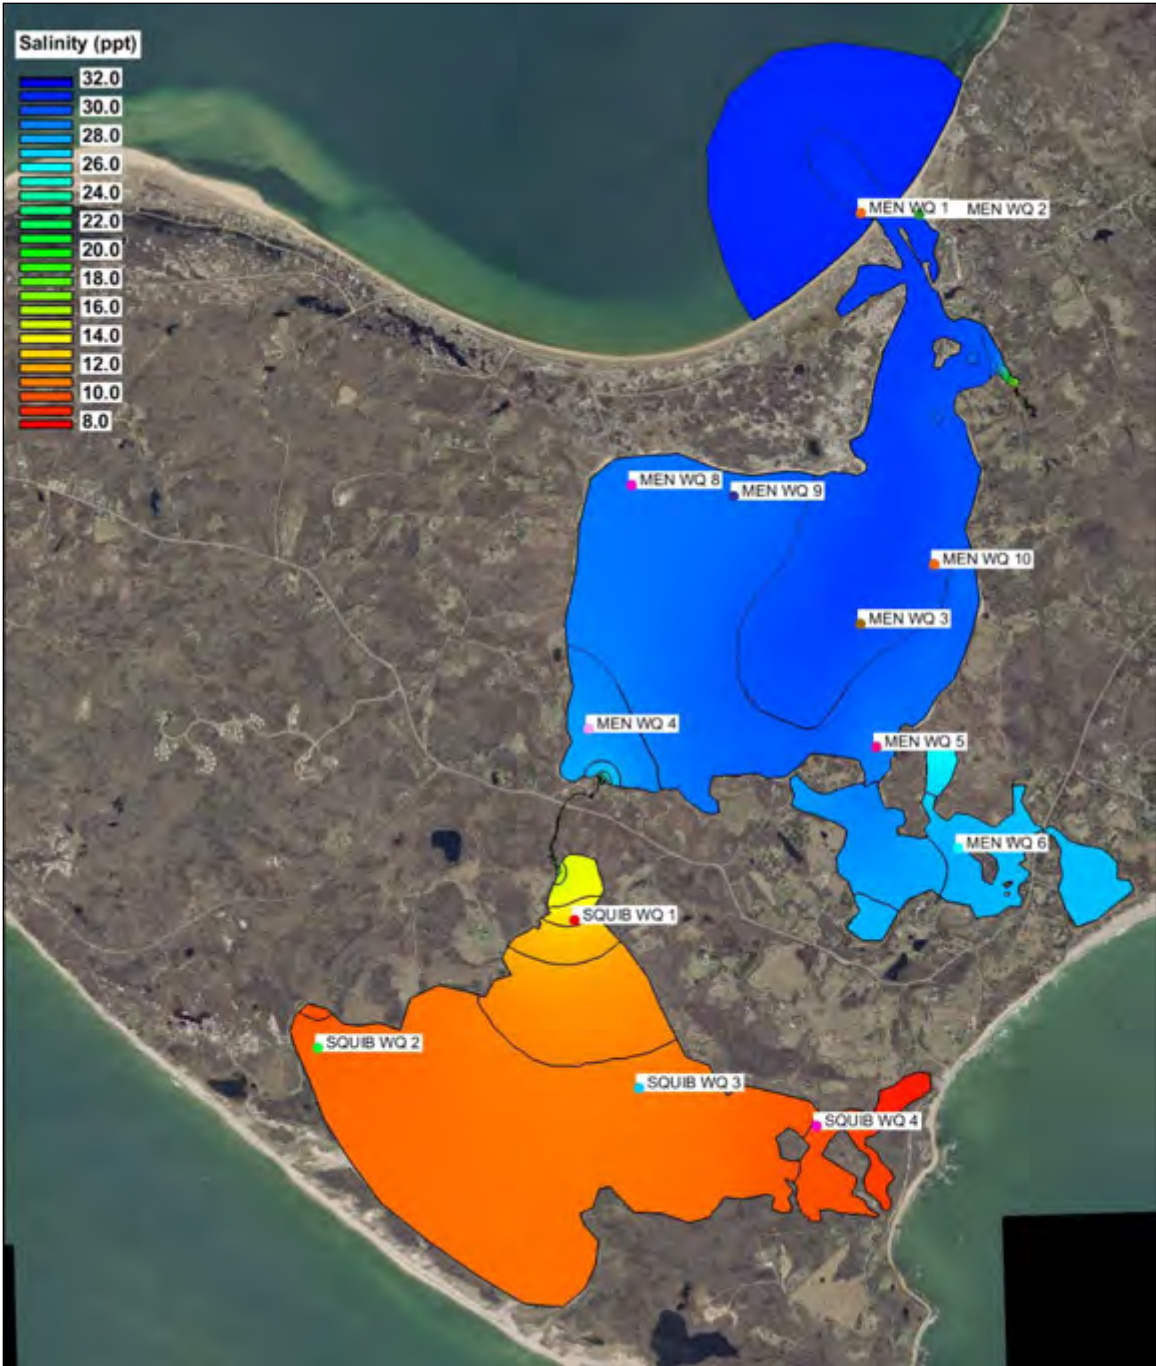 Salinity (ppt)
32.0
30.0
28.0
26.0
24.0
22.0
20.0
18.0
16.0
14.0
12.0
10.0
8.0
MEN WQ 1
MEN WQ 2
MEN WQ 8
MEN WQ 9
MEN WQ 10
MEN WQ 3
MEN WQ 4
MEN WQ 5
MEN WQ 6
SQUIB WQ 1
SQUIB WQ 2
SQUIB WQ 3
SQUIB WQ 4